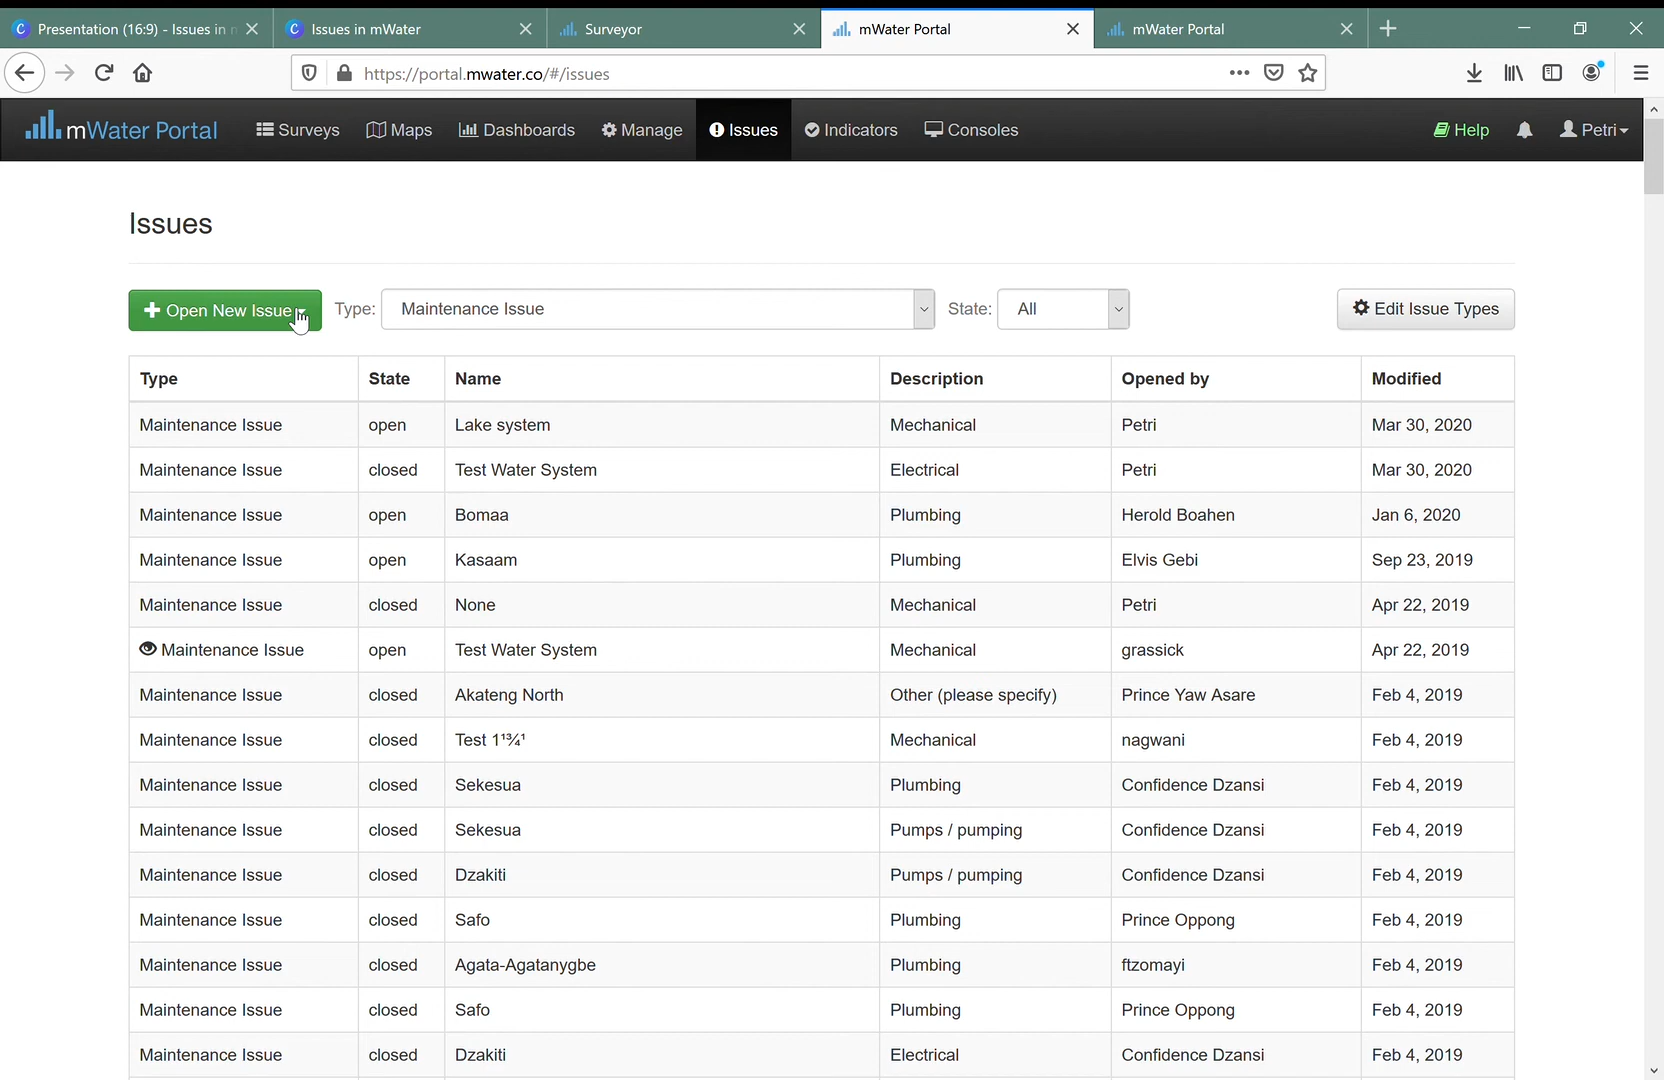 Presentation (16:9) - Issues in m
Issues in mWater
Surveyor
mWater Portal
mWater Portal
https://portal.mwater.co/#/issues
mWater Portal
Surveys
Maps
Dashboards
Manage
Issues
Indicators
Consoles
Help
Petri
Issues
Open New Issue
Type:
Maintenance Issue
State:
All
Edit Issue Types
Type State Name Description Opened by Modified
Maintenance Issue open Lake system Mechanical Petri Mar 30, 2020
Maintenance Issue closed Test Water System Electrical Petri Mar 30, 2020
Maintenance Issue open Bomaa Plumbing Herold Boahen Jan 6, 2020
Maintenance Issue open Kasaam Plumbing Elvis Gebi Sep 23, 2019
Maintenance Issue closed None Mechanical Petri Apr 22, 2019
Maintenance Issue open Test Water System Mechanical grassick Apr 22, 2019
Maintenance Issue closed Akateng North Other (please specify) Prince Yaw Asare Feb 4, 2019
Maintenance Issue closed Test 1¹¾¹ Mechanical nagwani Feb 4, 2019
Maintenance Issue closed Sekesua Plumbing Confidence Dzansi Feb 4, 2019
Maintenance Issue closed Sekesua Pumps / pumping Confidence Dzansi Feb 4, 2019
Maintenance Issue closed Dzakiti Pumps / pumping Confidence Dzansi Feb 4, 2019
Maintenance Issue closed Safo Plumbing Prince Oppong Feb 4, 2019
Maintenance Issue closed Agata-Agatanygbe Plumbing ftzomayi Feb 4, 2019
Maintenance Issue closed Safo Plumbing Prince Oppong Feb 4, 2019
Maintenance Issue closed Dzakiti Electrical Confidence Dzansi Feb 4, 2019